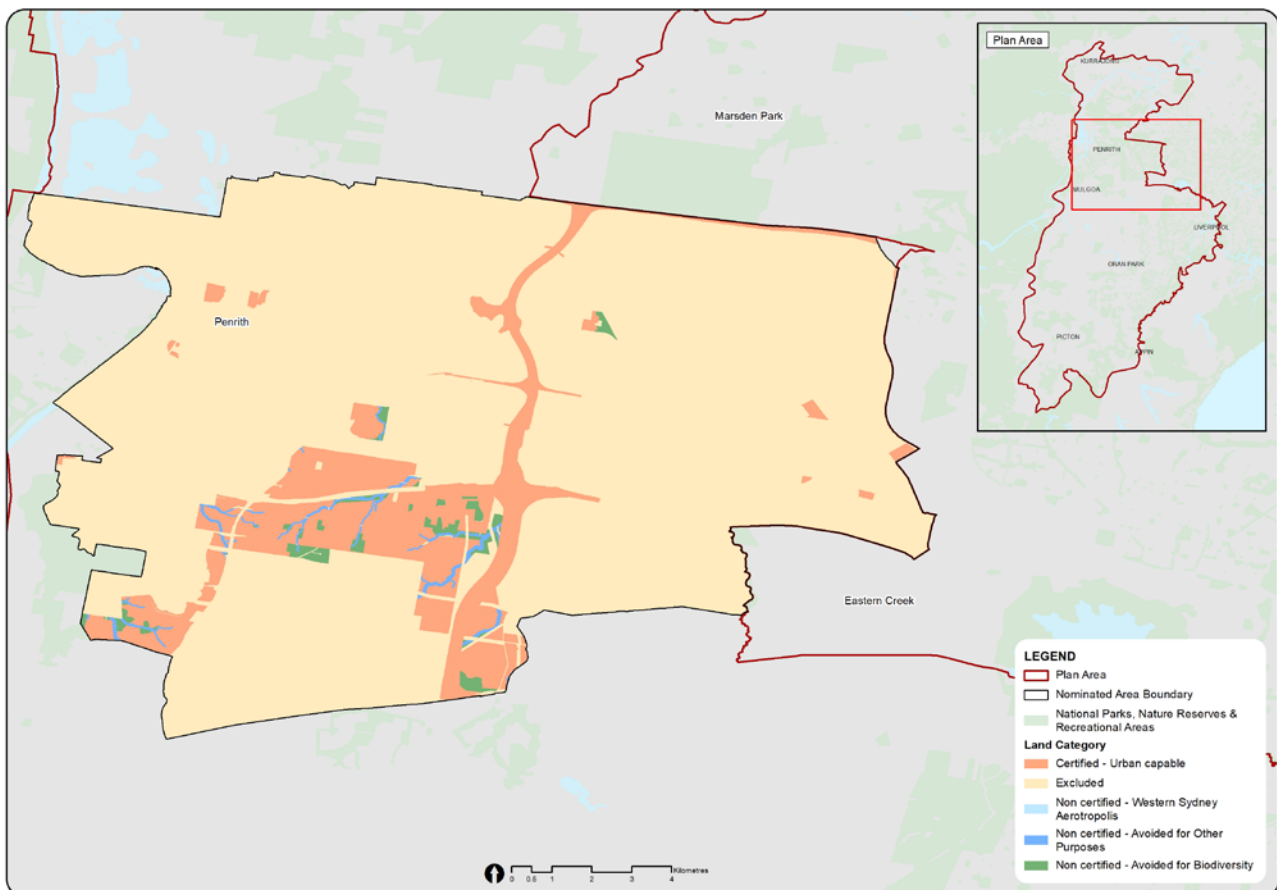 Plan Area
KURRAJONG
PENRITH
MULGOA
LIVERPOOL
ORAN PARK
PICTON
APPIN
Marsden Park
Penrith
Eastern Creek
LEGEND
Plan Area
Nominated Area Boundary
National Parks, Nature Reserves &
Recreational Areas
Land Category
Certified - Urban capable
Excluded
Non certified - Western Sydney
Aerotropolis
Non certified - Avoided for Other
Purposes
Non certified - Avoided for Biodiversity
Kilometres
0 0.5 1 2 3 4